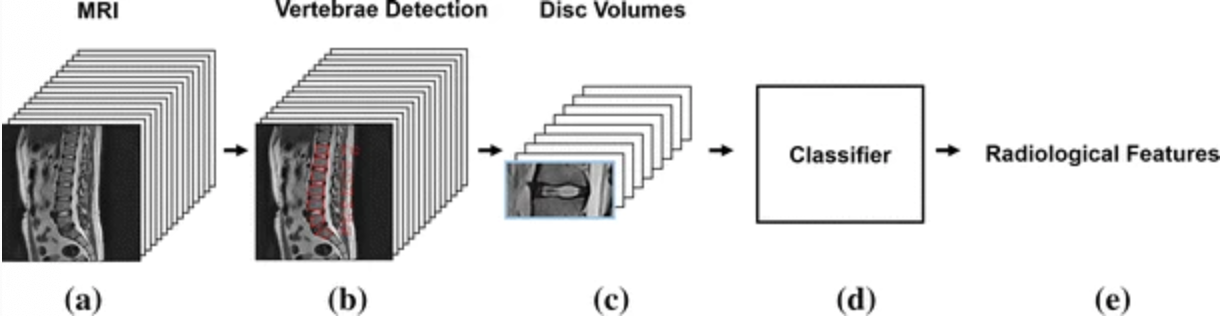 MRI Vertebrae Detection Disc Volumes
Classifier Radiological Features
(a) (b) (c) (d) (e)